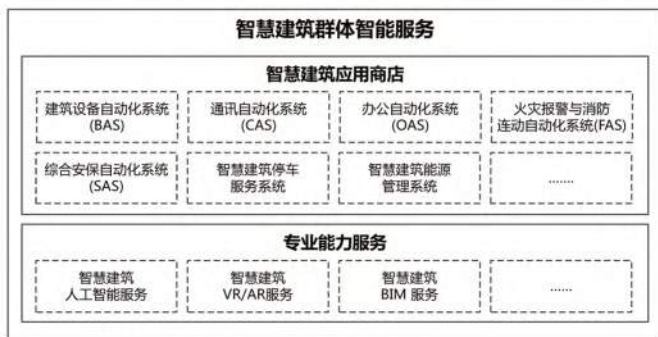 智慧建筑群体智能服务
智慧建筑应用商店
建筑设备自动化系统
(BAS)
通讯自动化系统
(CAS)
办公自动化系统
(OAS)
火灾报警与消防
连动自动化系统(FAS)
综合安保自动化系统
(SAS)
智慧建筑停车
服务系统
智慧建筑能源
管理系统
.......
专业能力服务
智慧建筑
人工智能服务
智慧建筑
VR/AR服务
智慧建筑
BIM 服务
......